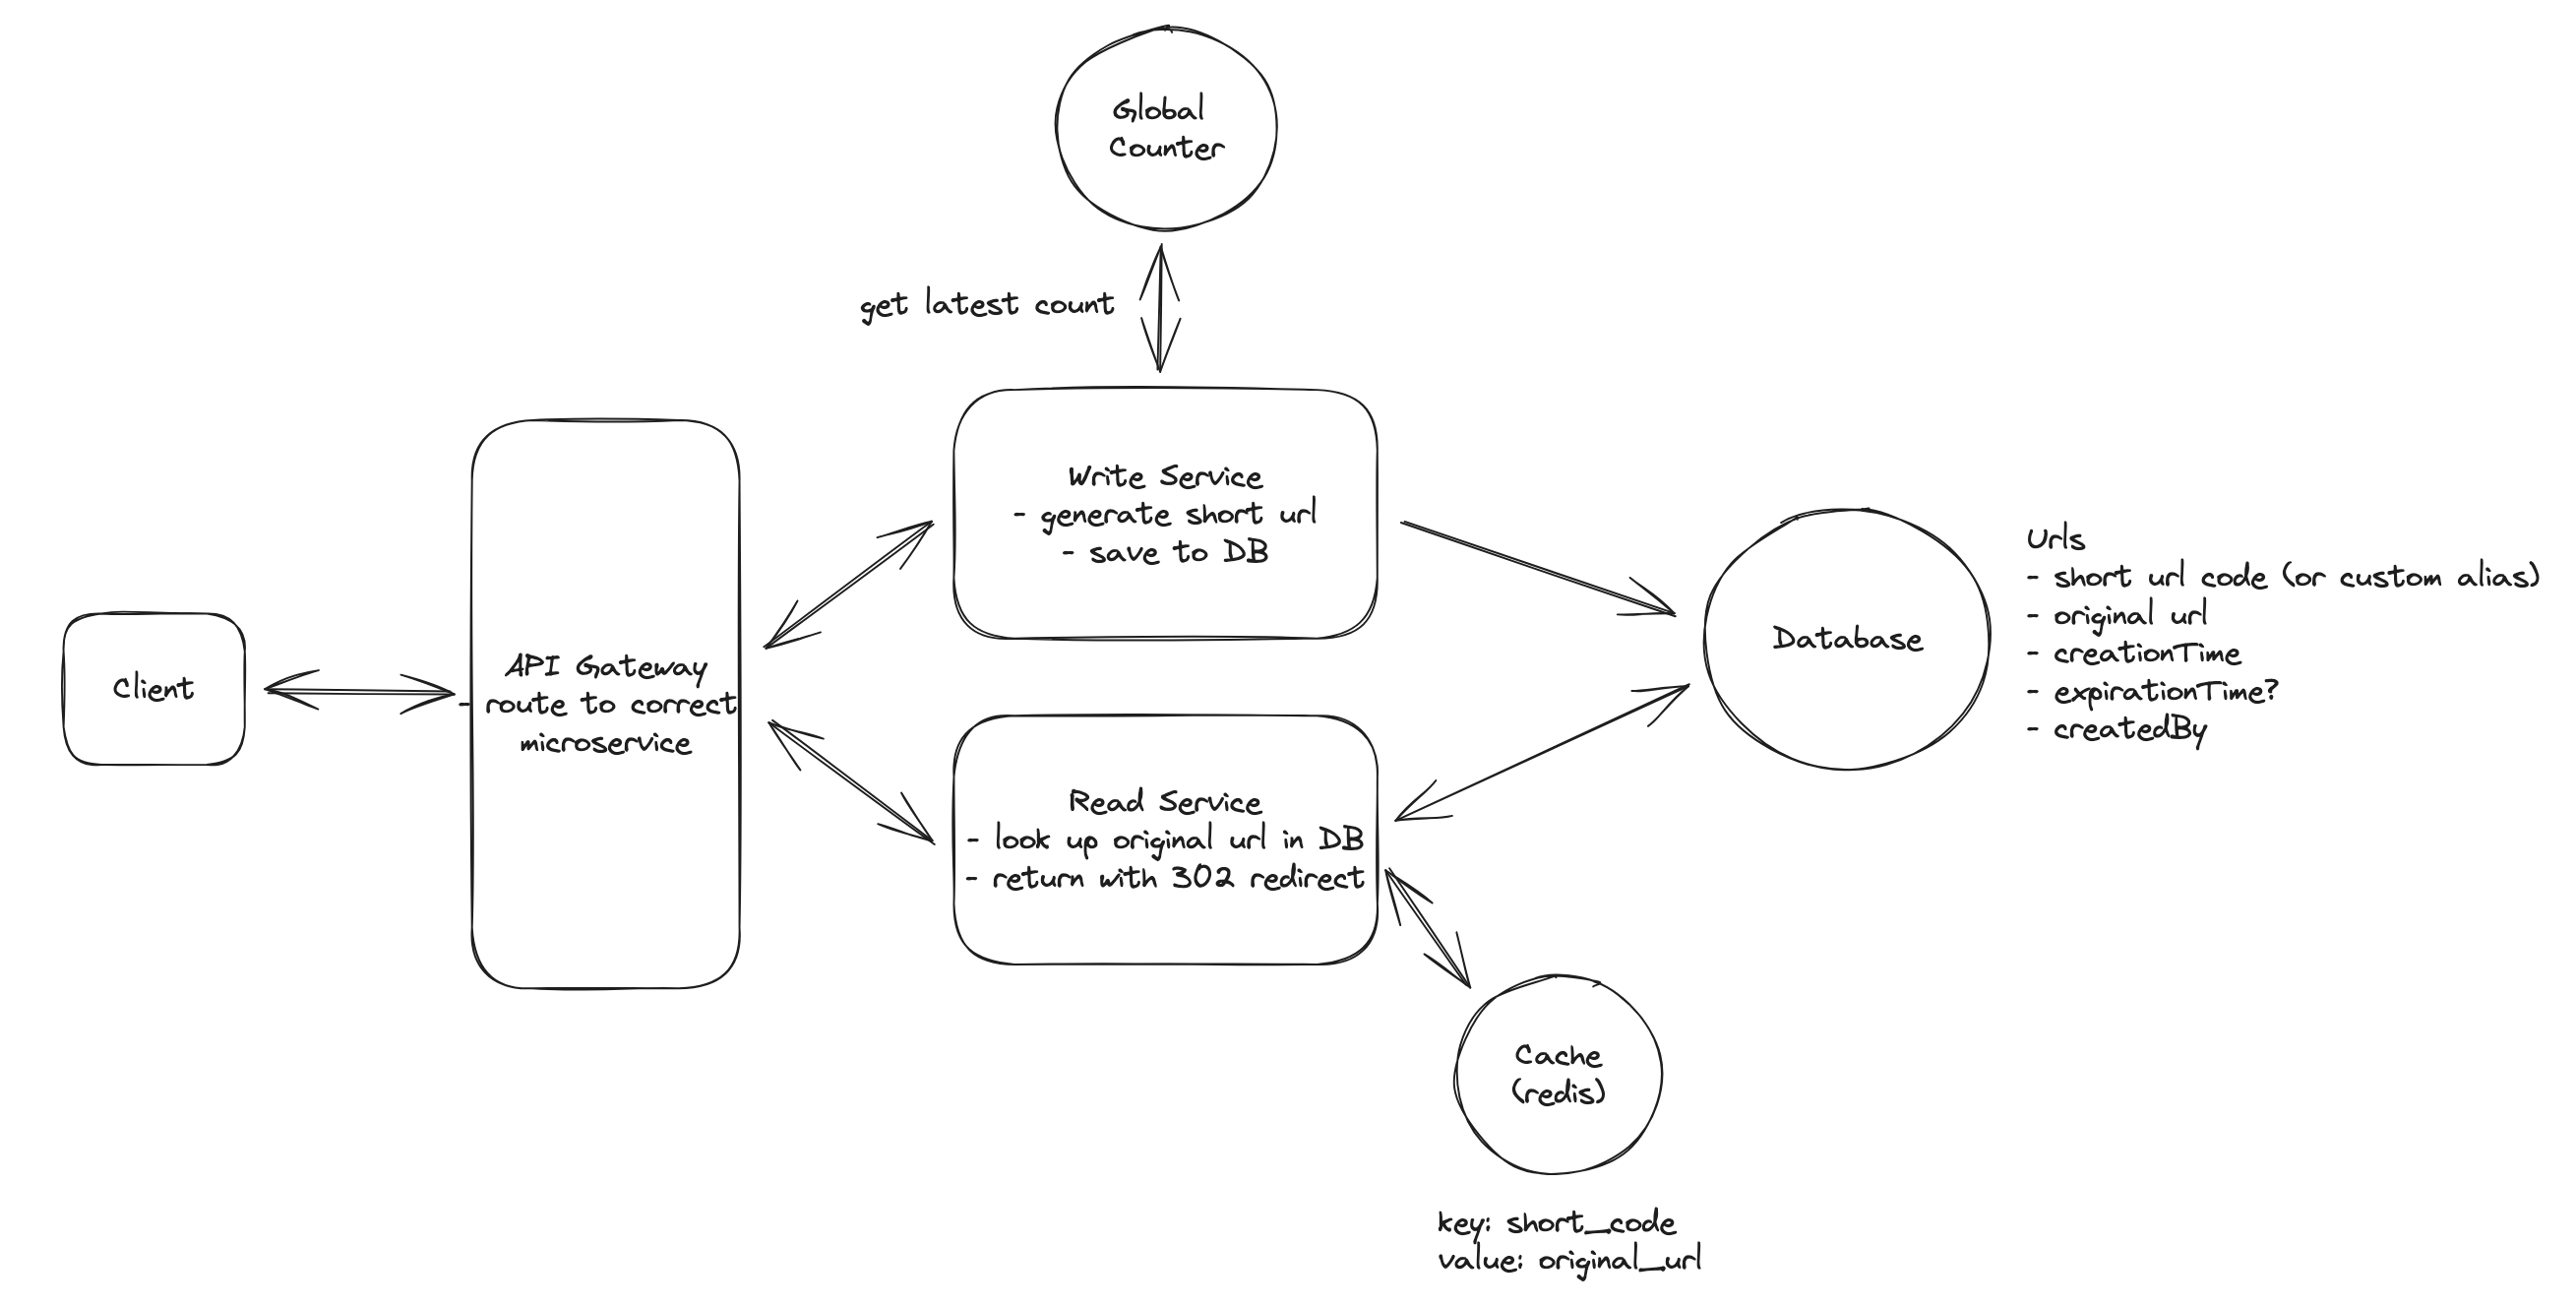 Global
Counter
get latest count
Write Service
- generate short url
- save to DB
Client
API Gateway
- route to correct
microservice
Read Service
- look up original url in DB
- return with 302 redirect
Database
Urls
- short url code (or custom alias)
- original url
- creationTime
- expirationTime?
- createdBy
Cache
(redis)
key: short_code
value: original_url